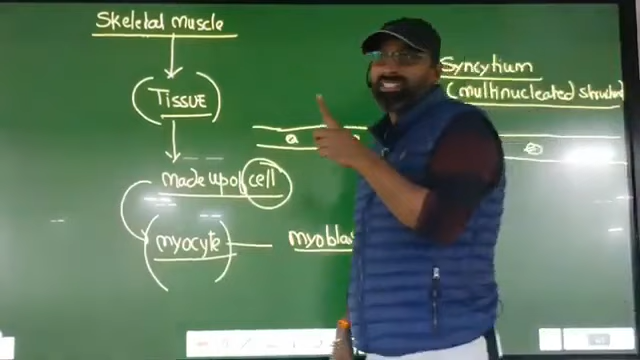 Skeletal muscle
Tissue
made up of cell
myocyte
Syncytium
(multinucleated